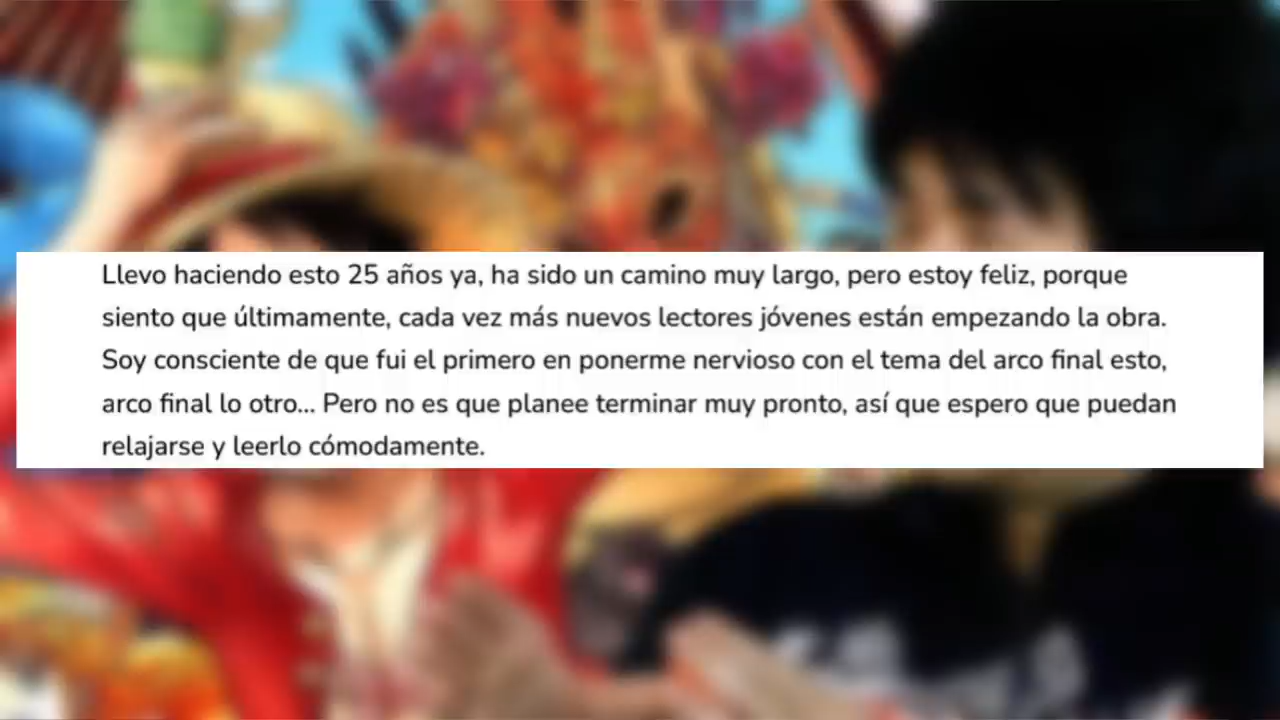 Llevo haciendo esto 25 años ya, ha sido un camino muy largo, pero estoy feliz, porque
siento que últimamente, cada vez más nuevos lectores jóvenes están empezando la obra.
Soy consciente de que fui el primero en ponerme nervioso con el tema del arco final esto,
arco final lo otro... Pero no es que planee terminar muy pronto, así que espero que puedan
relajarse y leerlo cómodamente.